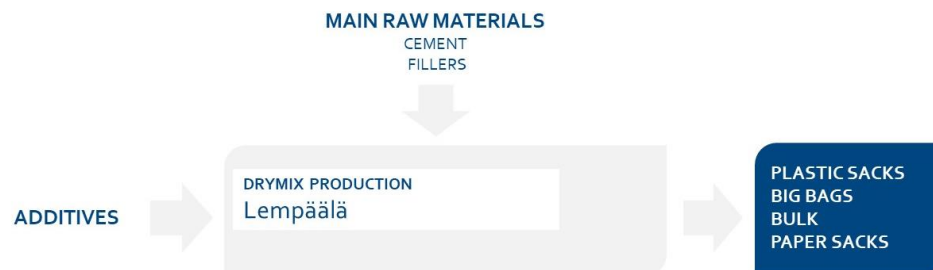 MAIN RAW MATERIALS
CEMENT
FILLERS
ADDITIVES
DRYMIX PRODUCTION
Lempäälä
PLASTIC SACKS
BIG BAGS
BULK
PAPER SACKS